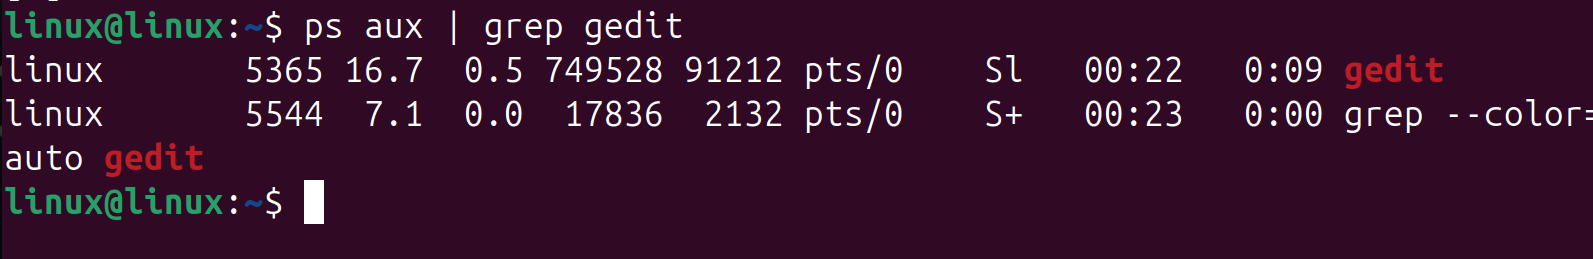 linux@linux:~$ ps aux | grep gedit
linux       5365 16.7  0.5 749528 91212 pts/0    Sl   00:22   0:09 gedit
linux       5544  7.1  0.0  17836  2132 pts/0    S+   00:23   0:00 grep --color=
auto gedit
linux@linux:~$